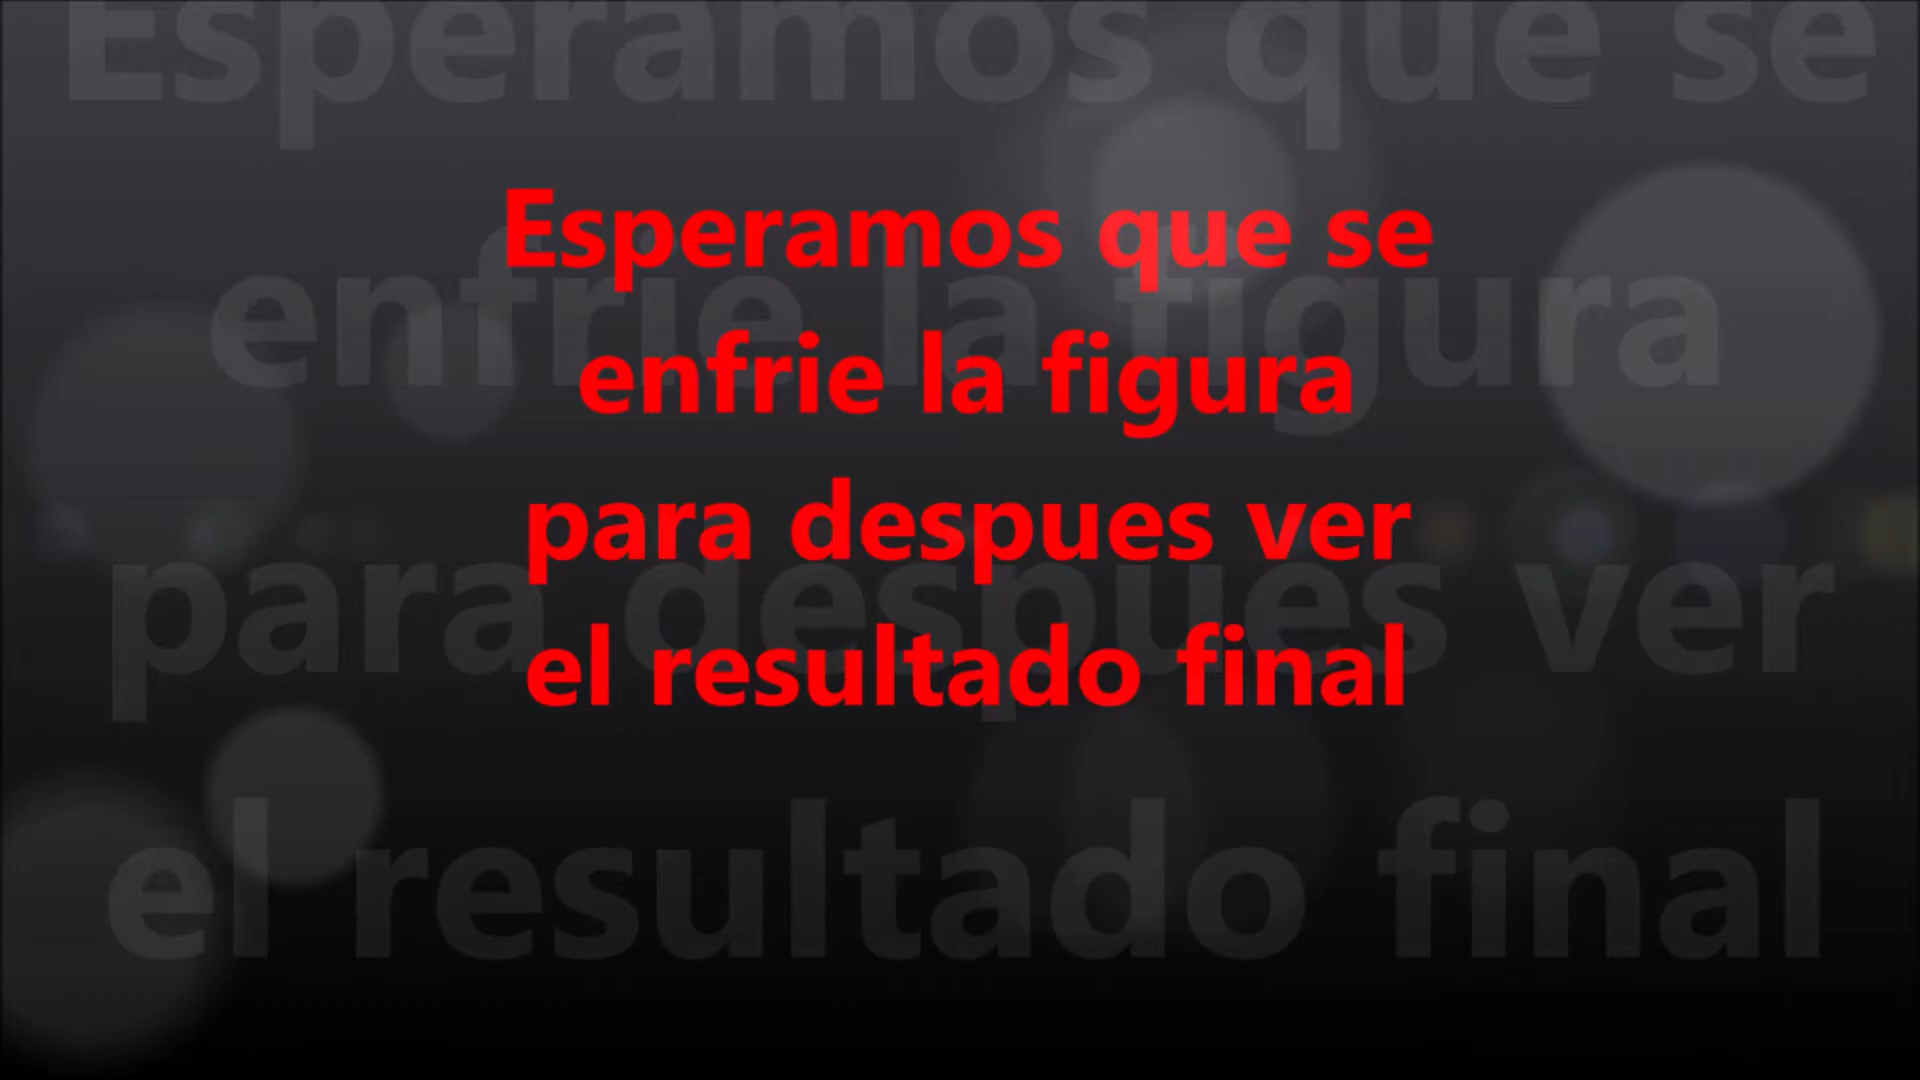 Esperamos que se
enfrie la figura
para despues ver
el resultado final